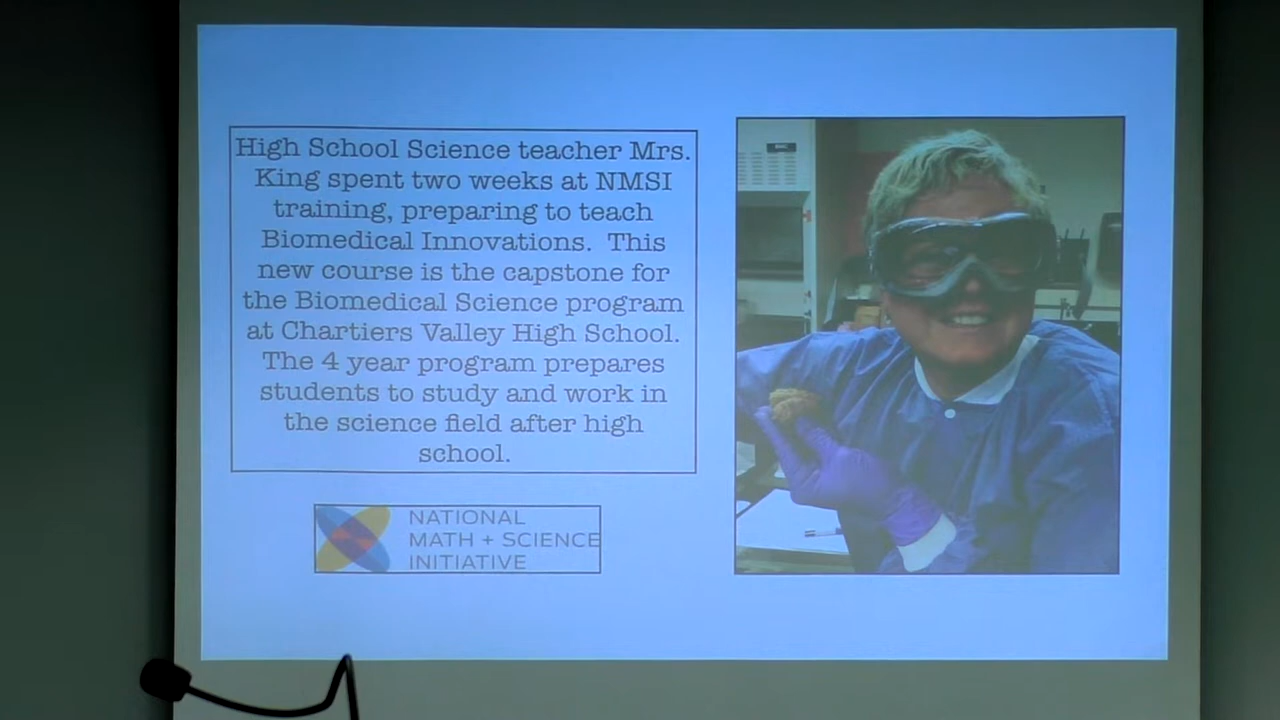 High School Science teacher Mrs.
King spent two weeks at NMSI
training, preparing to teach
Biomedical Innovations. This
new course is the capstone for
the Biomedical Science program
at Chartiers Valley High School.
The 4 year program prepares
students to study and work in
the science field after high
school.
NATIONAL
MATH + SCIENCE
INITIATIVE